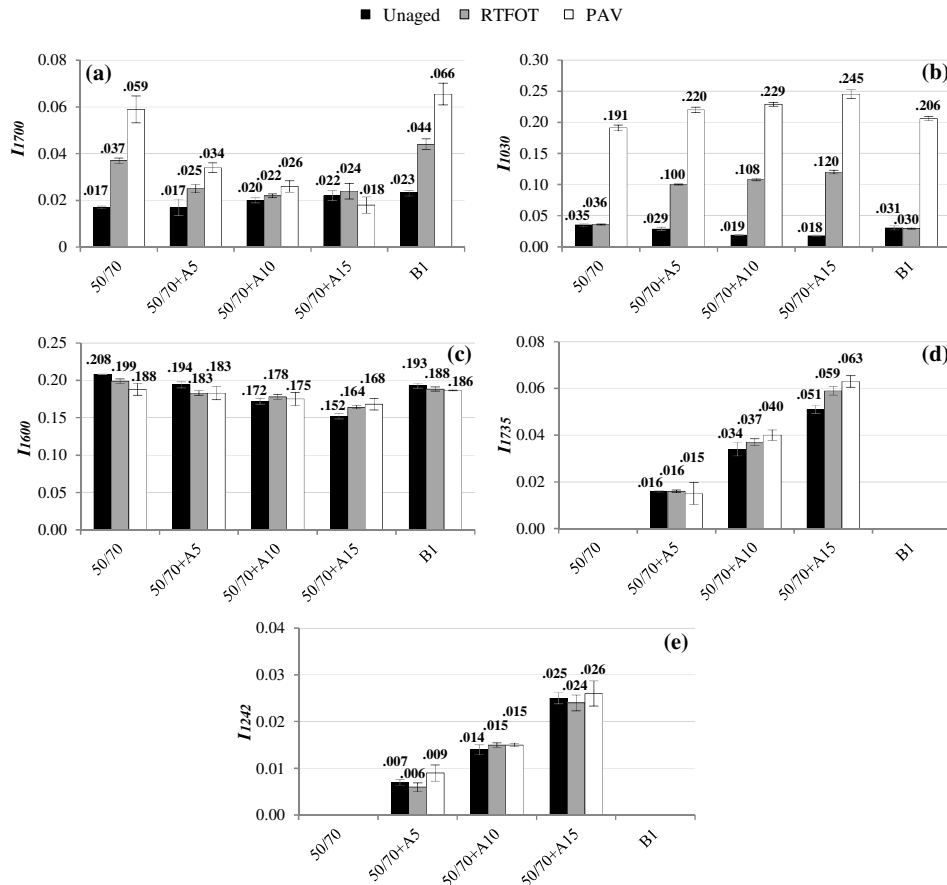 Unaged RTFOT PAV
(a)
I1700
0.08
0.06
0.04
0.02
0
.017 .037 .059
.017 .025 .034
.020 .022 .026
.022 .024 .018
.023 .044 .066
50/70 50/70+A5 50/70+A10 50/70+A15 B1
(b)
I1030
0.30
0.25
0.20
0.15
0.10
0.05
0.00
.035 .036 .191
.029 .100 .220
.019 .108 .229
.018 .120 .245
.031 .030 .206
50/70 50/70+A5 50/70+A10 50/70+A15 B1
(c)
I1600
0.25
0.20
0.15
0.10
0.05
0.00
.208 .199 .188
.194 .183 .183
.172 .178 .175
.152 .164 .168
.193 .188 .186
50/70 50/70+A5 50/70+A10 50/70+A15 B1
(d)
I1735
0.08
0.06
0.04
0.02
0.00
.016 .016 .015
.034 .037 .040
.051 .059 .063
50/70 50/70+A5 50/70+A10 50/70+A15 B1
(e)
I1242
0.04
0.03
0.02
0.01
0.00
.007 .006 .009
.014 .015 .015
.025 .024 .026
50/70 50/70+A5 50/70+A10 50/70+A15 B1